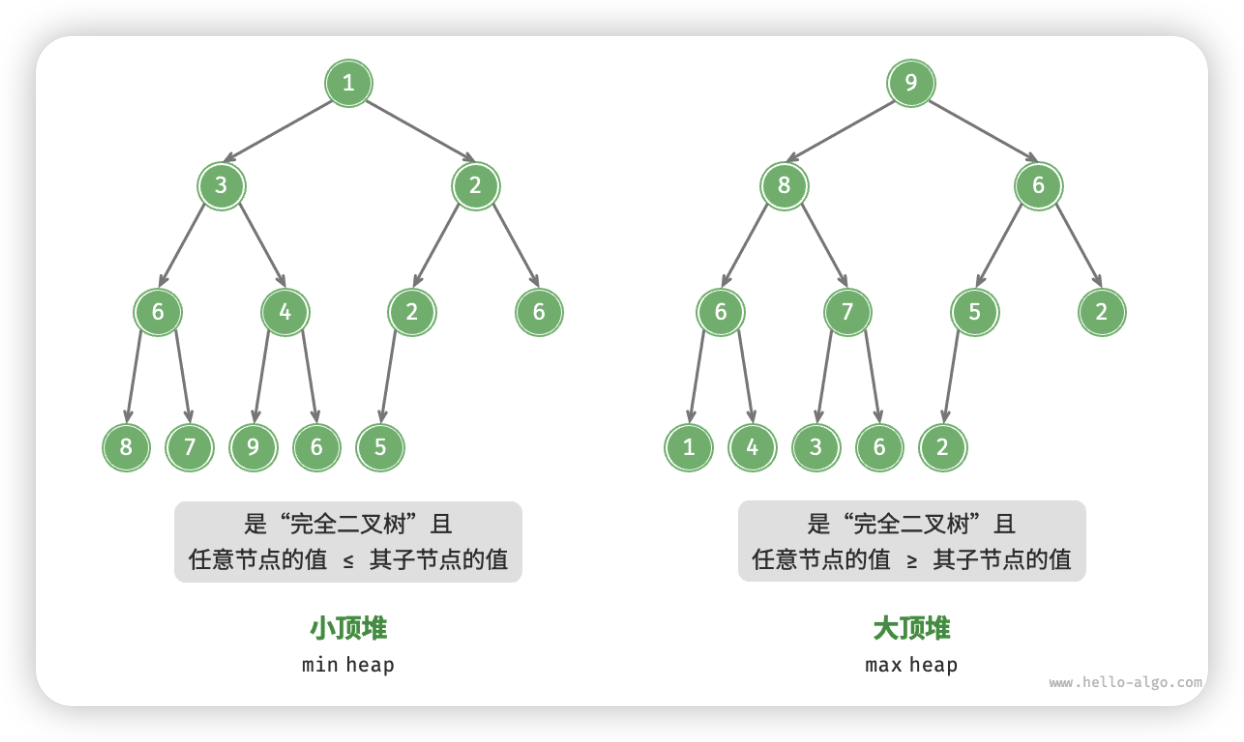 1
9
3
2
8
6
6
4
2
6
6
7
5
2
8
7
9
6
5
1
4
3
6
2
是“完全二叉树”且
任意节点的值 ≤ 其子节点的值
是“完全二叉树”且
任意节点的值 ≥ 其子节点的值
小顶堆
min heap
大顶堆
max heap
www.hello-algo.com